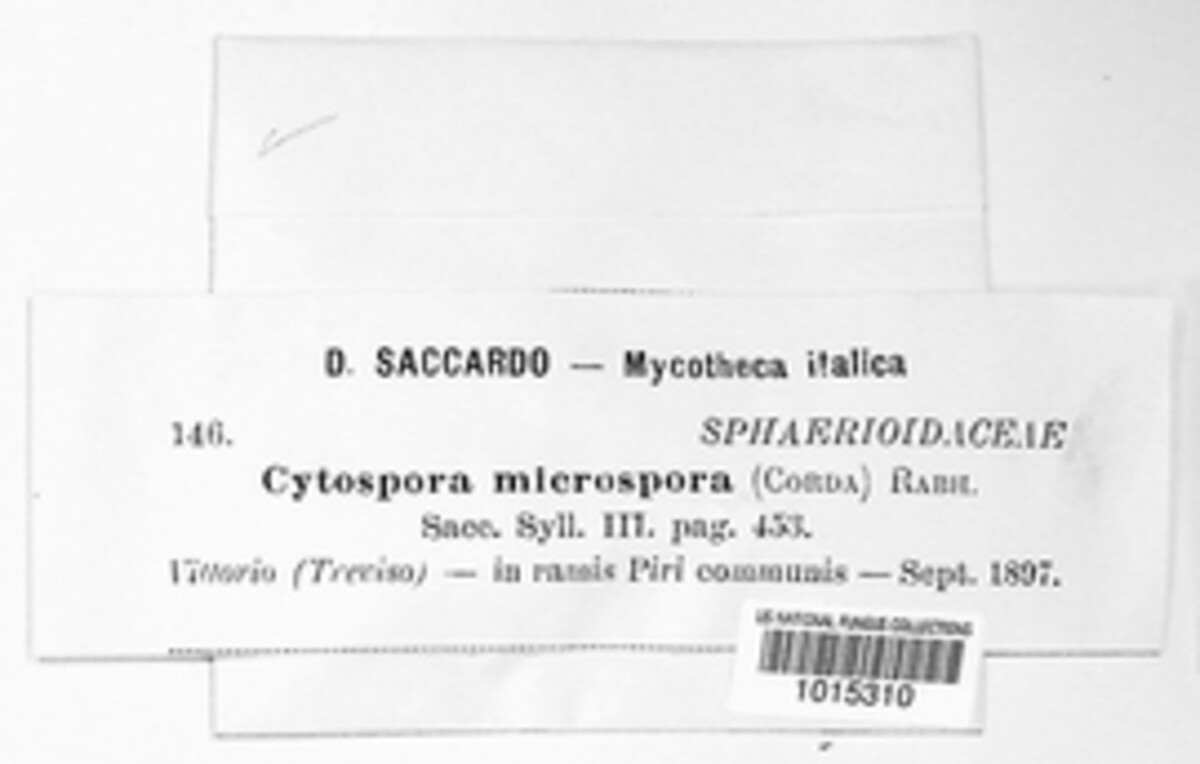 D. SACCARDO — Mycotheca italica
146. SPHAERIOIDACEAE
Cytospora microspora (CORDA) RABH.
Sacc. Syll. III. pag. 453.
Vittorio (Treviso) — in ramis Piri communis — Sept. 1897.
US NATIONAL FUNGUS COLLECTIONS
1015310